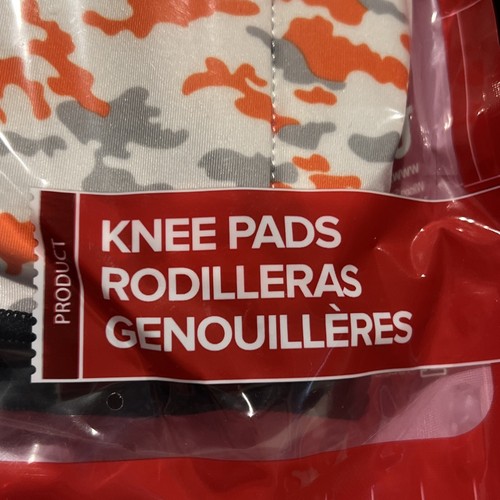 PRODUCT
KNEE PADS
RODILLERAS
GENOUILLÈRES